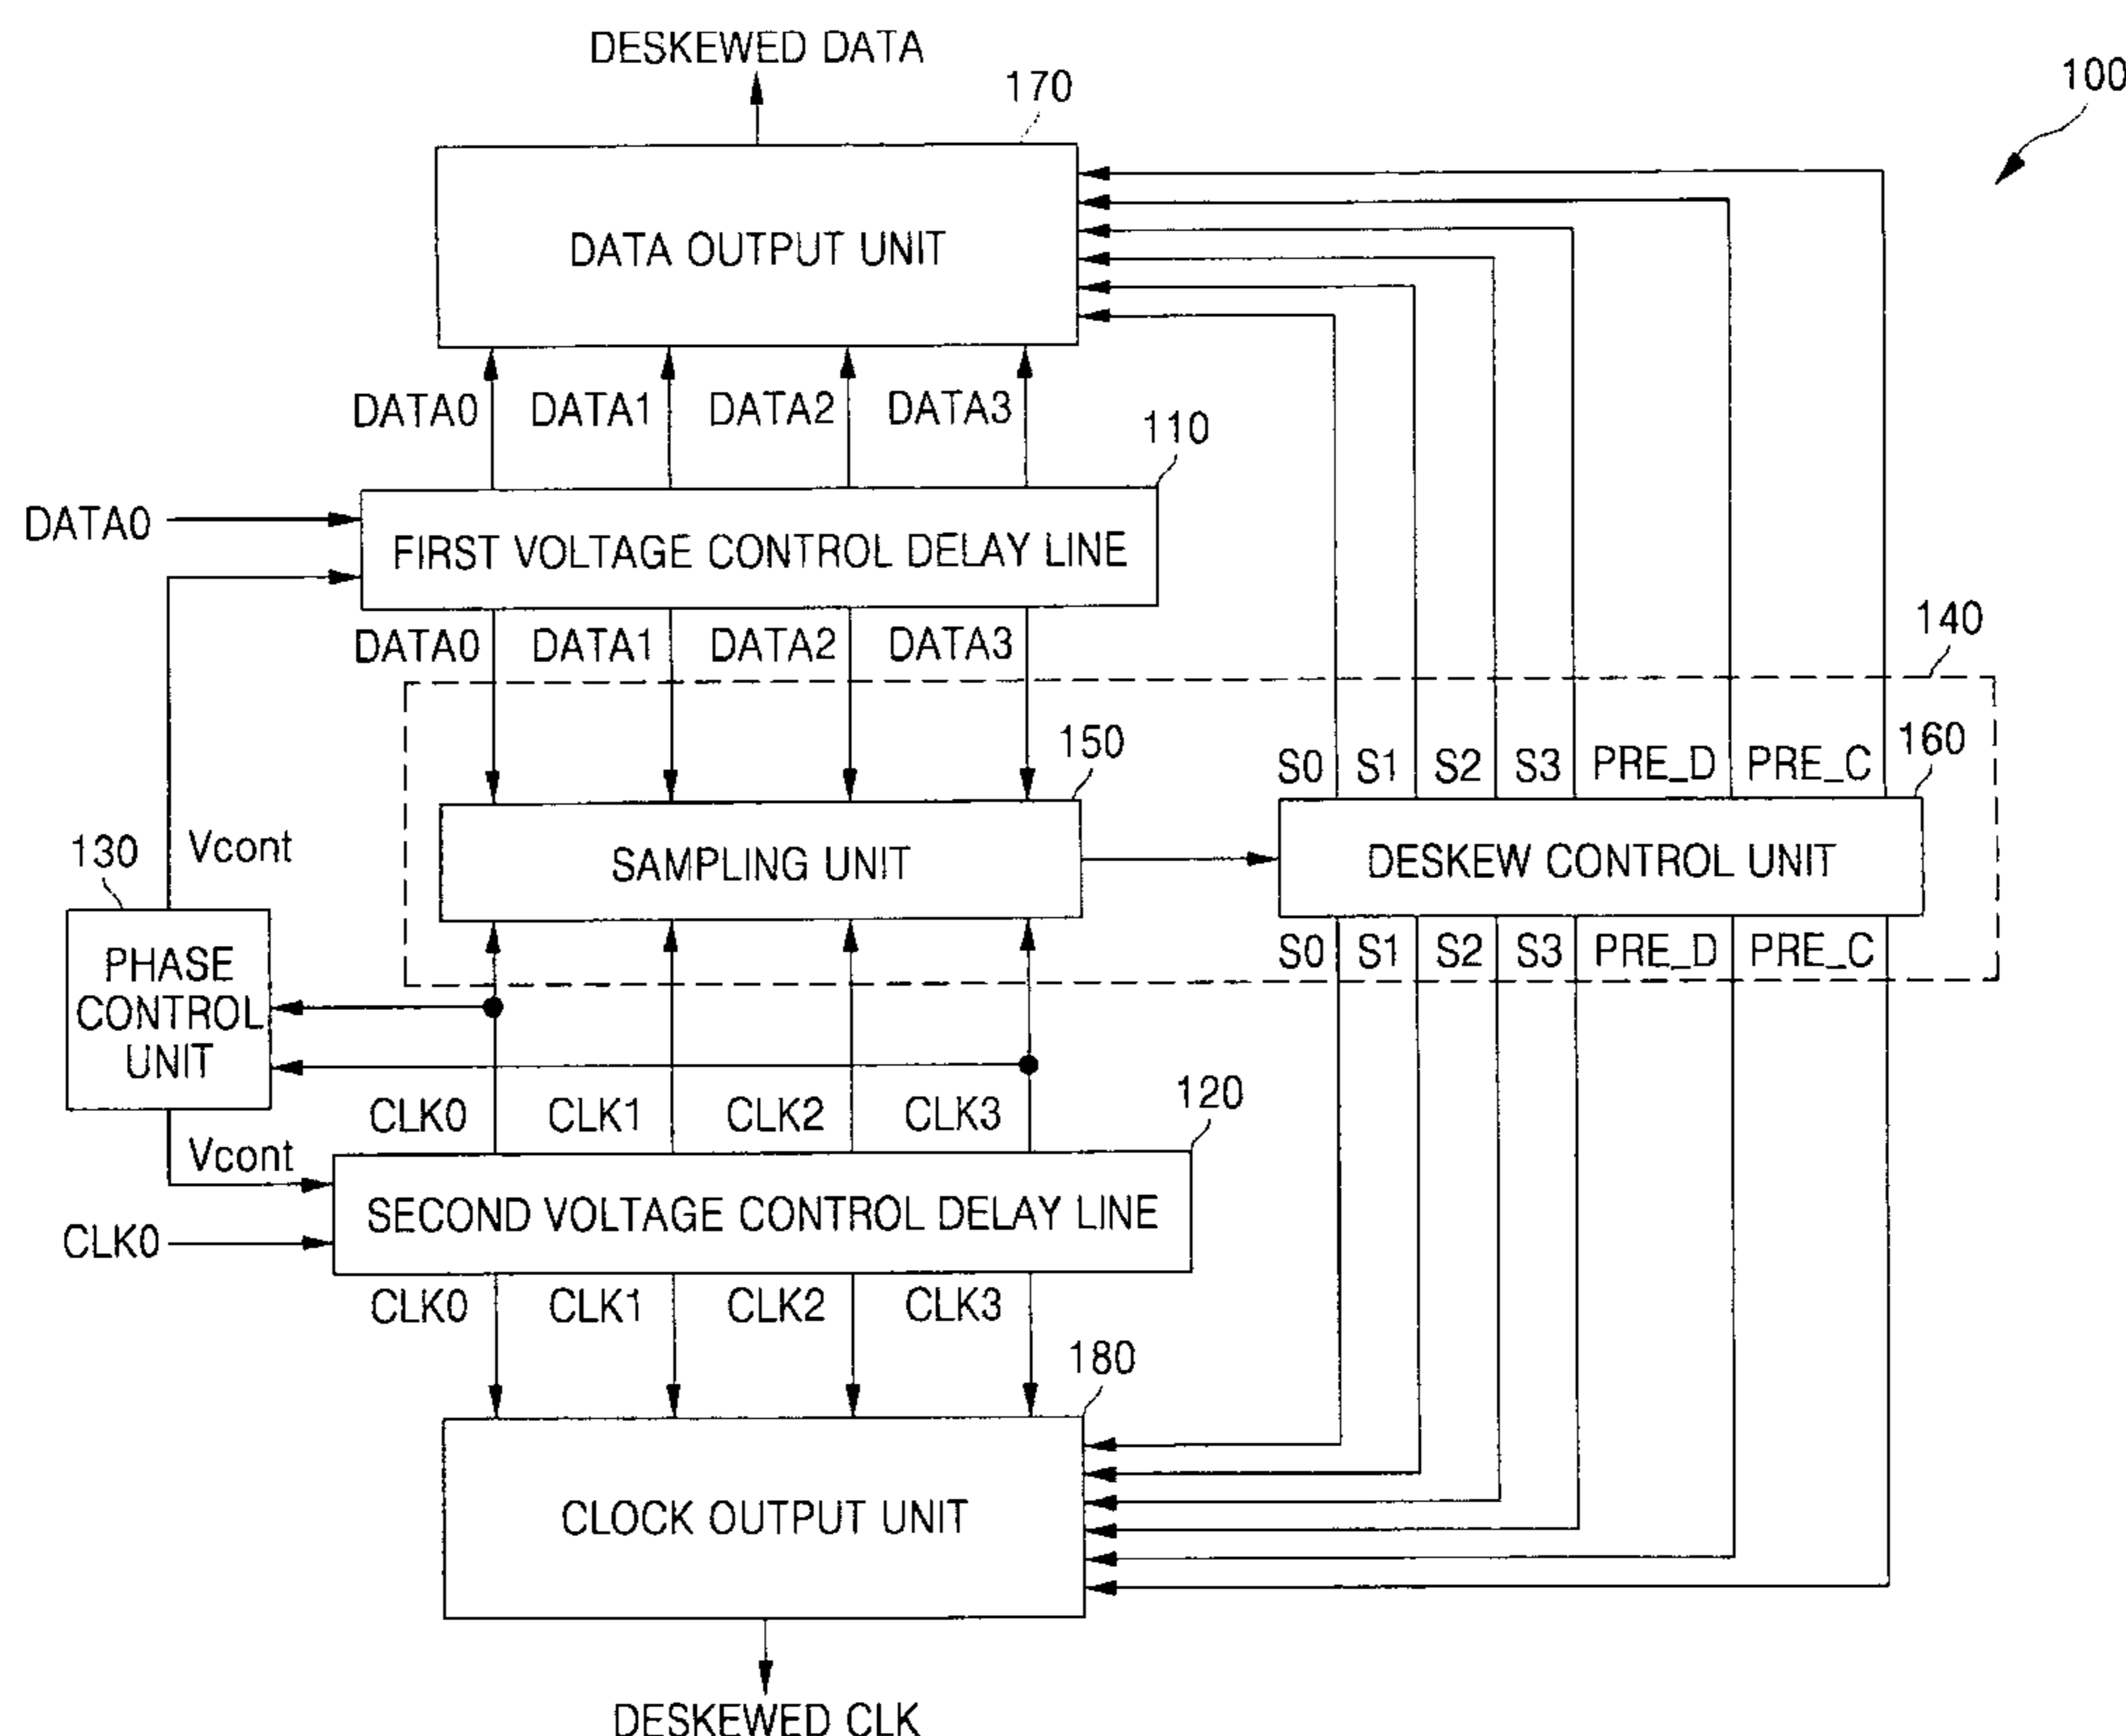 DESKEWED DATA
170
100
DATA OUTPUT UNIT
DATA0 DATA1 DATA2 DATA3
110
DATA0
FIRST VOLTAGE CONTROL DELAY LINE
DATA0 DATA1 DATA2 DATA3
140
150
S0 S1 S2 S3 PRE_D PRE_C
160
130
Vcont
SAMPLING UNIT
DESKEW CONTROL UNIT
PHASE
CONTROL
UNIT
S0 S1 S2 S3 PRE_D PRE_C
CLK0 CLK1 CLK2 CLK3
120
Vcont
SECOND VOLTAGE CONTROL DELAY LINE
CLK0
CLK0 CLK1 CLK2 CLK3
180
CLOCK OUTPUT UNIT
DESKEWED CLK